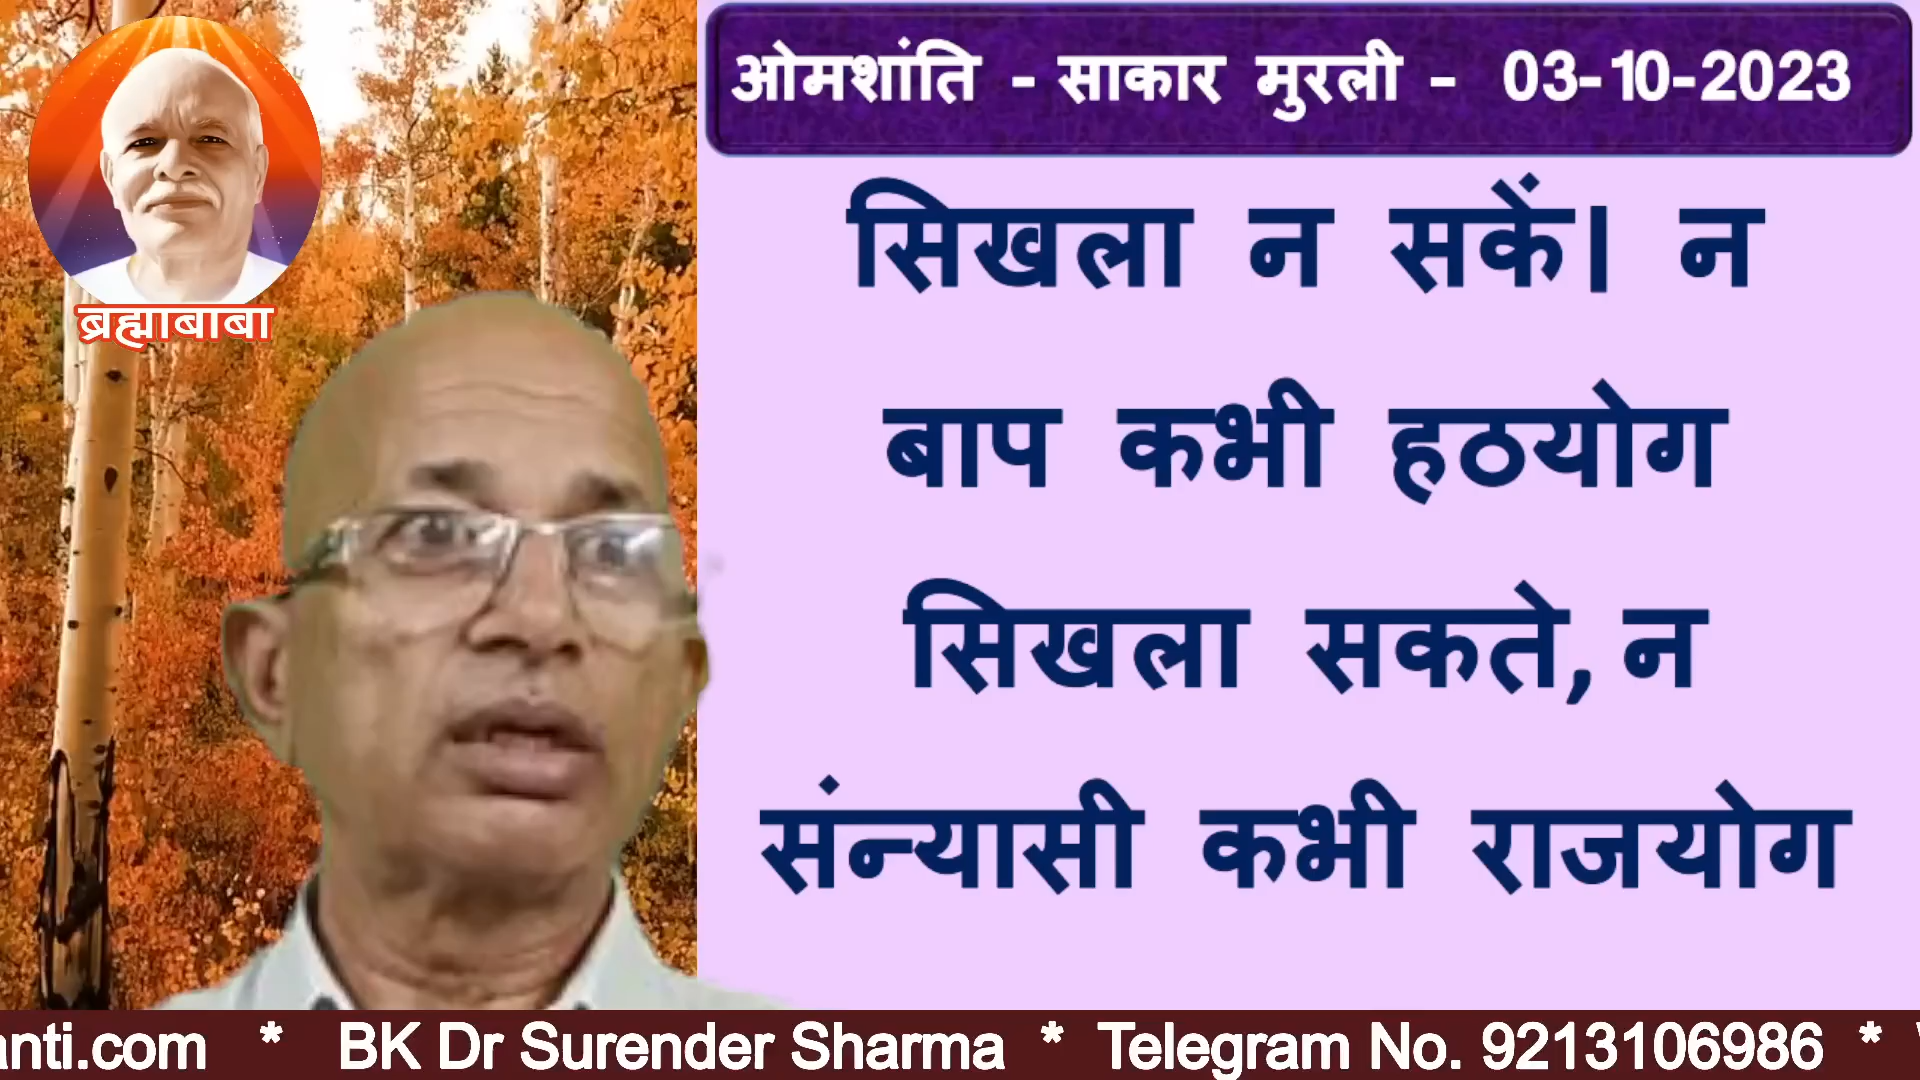 ओमशांति - साकार मुरली - 03-10-2023
ब्रह्माबाबा
सिखला न सकें। न
बाप कभी हठयोग
सिखला सकते, न
संन्यासी कभी राजयोग
anti.com * BK Dr Surender Sharma * Telegram No. 9213106986 *